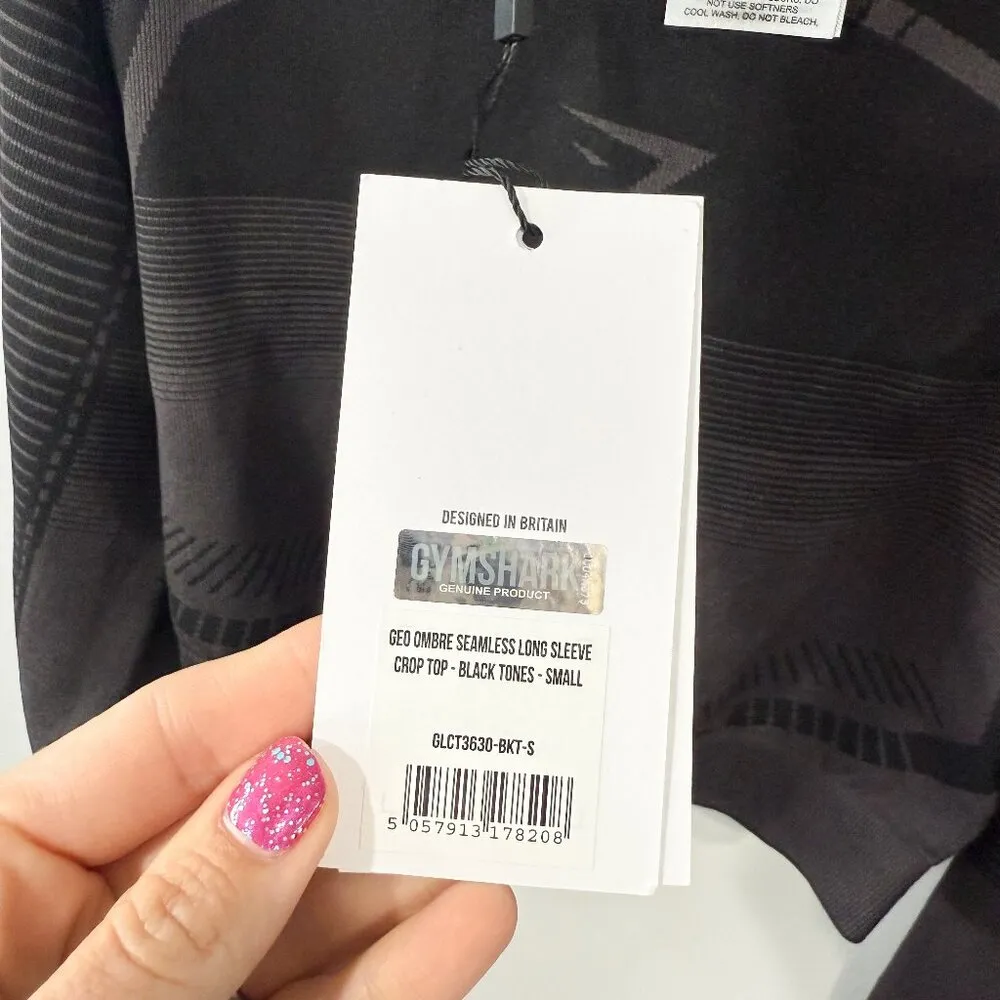 NOT USE SOFTNERS
COOL WASH. DO NOT BLEACH.
DESIGNED IN BRITAIN
GYMSHARK
GENUINE PRODUCT
GEO OMBRE SEAMLESS LONG SLEEVE
CROP TOP - BLACK TONES - SMALL
GLCT3630-BKT-S
5 057913 178208